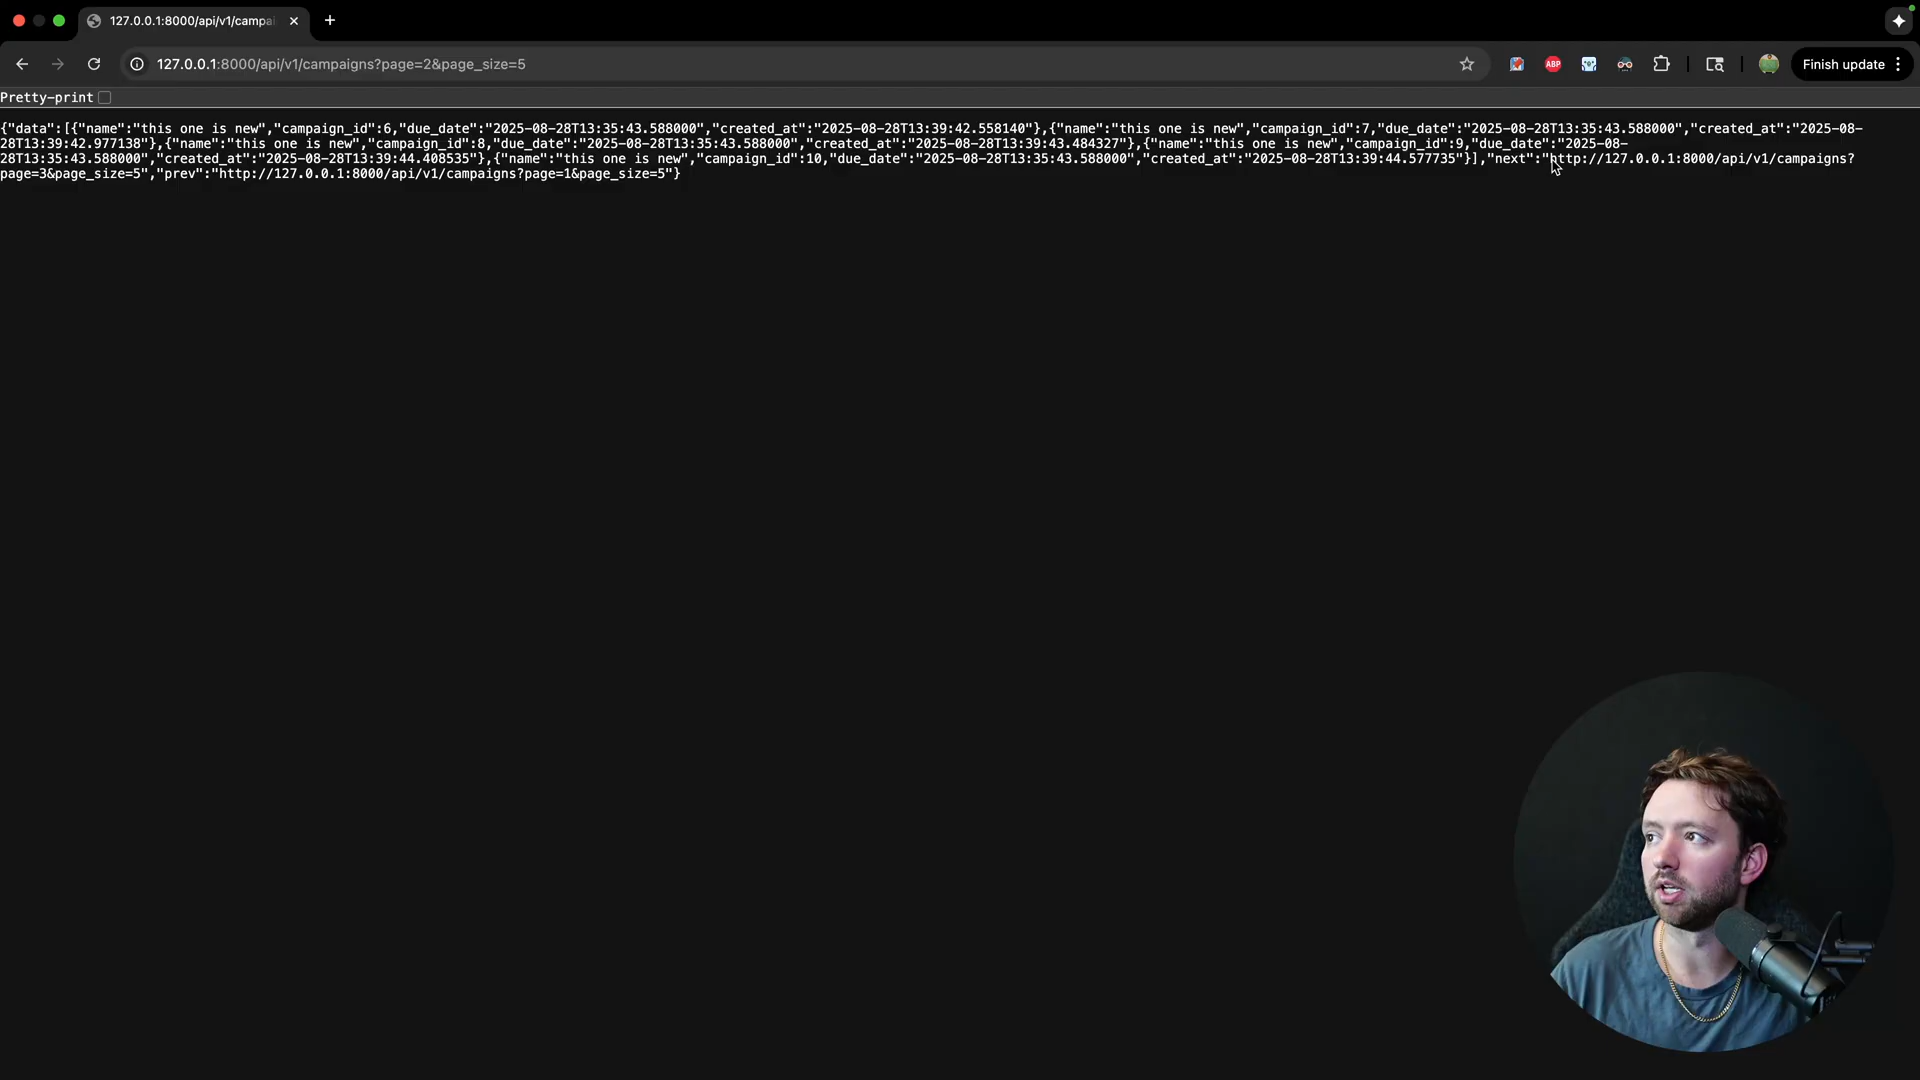 127.0.0.1:8000/api/v1/campa
127.0.0.1:8000/api/v1/campaigns?page=2&page_size=5
ABP
Finish update
Pretty-print
{"data":[{"name":"this one is new","campaign_id":6,"due_date":"2025-08-28T13:35:43.588000","created_at":"2025-08-28T13:39:42.558140"},{"name":"this one is new","campaign_id":7,"due_date":"2025-08-28T13:35:43.588000","created_at":"2025-08-
28T13:39:42.977138"},{"name":"this one is new","campaign_id":8,"due_date":"2025-08-28T13:35:43.588000","created_at":"2025-08-28T13:39:43.484327"},{"name":"this one is new","campaign_id":9,"due_date":"2025-08-
28T13:35:43.588000","created_at":"2025-08-28T13:39:44.408535"},{"name":"this one is new","campaign_id":10,"due_date":"2025-08-28T13:35:43.588000","created_at":"2025-08-28T13:39:44.577735"}],"next":"http://127.0.0.1:8000/api/v1/campaigns?
page=3&page_size=5","prev":"http://127.0.0.1:8000/api/v1/campaigns?page=1&page_size=5"}